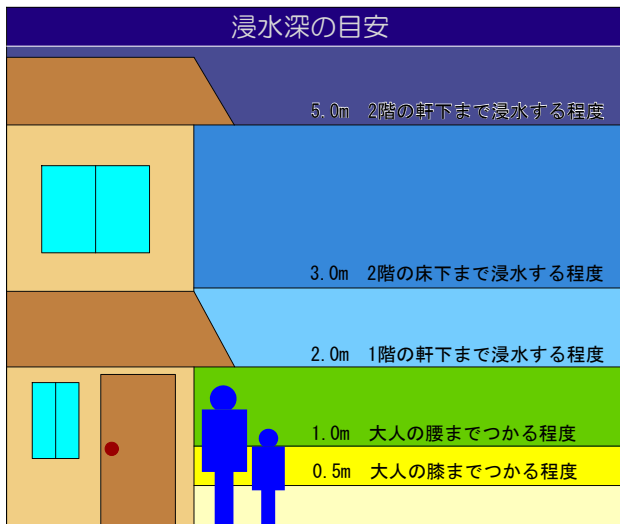 浸水深の目安
5.0m 2階の軒下まで浸水する程度
3.0m 2階の床下まで浸水する程度
2.0m 1階の軒下まで浸水する程度
1.0m 大人の腰までつかる程度
0.5m 大人の膝までつかる程度